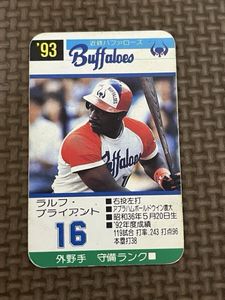 '93
近鉄バファローズ
Buffaloes
Buffaloes
ラルフ・
ブライアント
16
■右投左打
■アブラハムボールドウィン農大
■昭和36年5月20日生
■'92年度成績
119試合 打率.243 打点96
本塁打38
外野手 守備ランク■